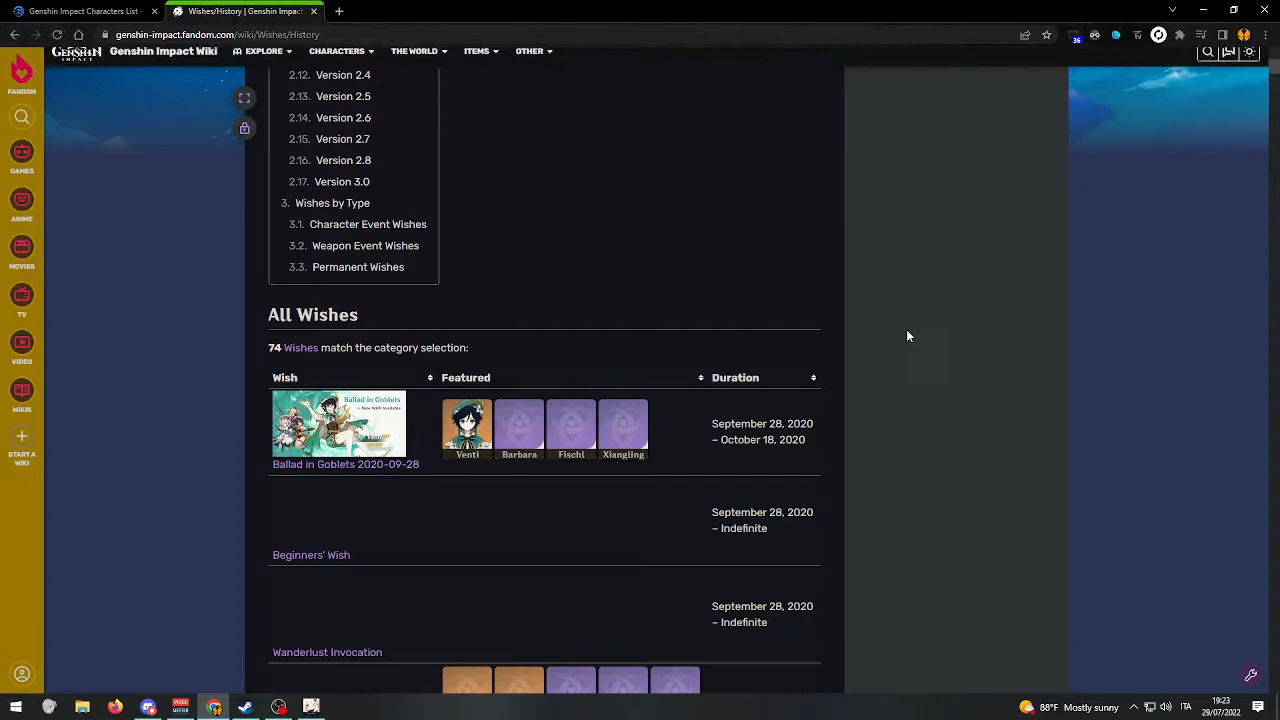 Genshin Impact Characters List -
Wishes/History | Genshin Impact
genshin-impact.fandom.com/wiki/Wishes/History
36
GENSHIN
IMPACT
Genshin Impact Wiki
EXPLORE
CHARACTERS
THE WORLD
ITEMS
OTHER
FANDOM
GAMES
ANIME
MOVIES
TV
VIDEO
WIKIS
START A
WIKI
2.12. Version 2.4
2.13. Version 2.5
2.14. Version 2.6
2.15. Version 2.7
2.16. Version 2.8
2.17. Version 3.0
3. Wishes by Type
3.1. Character Event Wishes
3.2. Weapon Event Wishes
3.3. Permanent Wishes
All Wishes
74 Wishes match the category selection:
Wish Featured Duration
Ballad in Goblets
Venti Barbara Fischl Xiangling
September 28, 2020
– October 18, 2020
Ballad in Goblets 2020-09-28
September 28, 2020
– Indefinite
Beginners' Wish
September 28, 2020
– Indefinite
Wanderlust Invocation
VOICE
MEETER
88°F Mostly sunny
ITA
19:23
29/07/2022